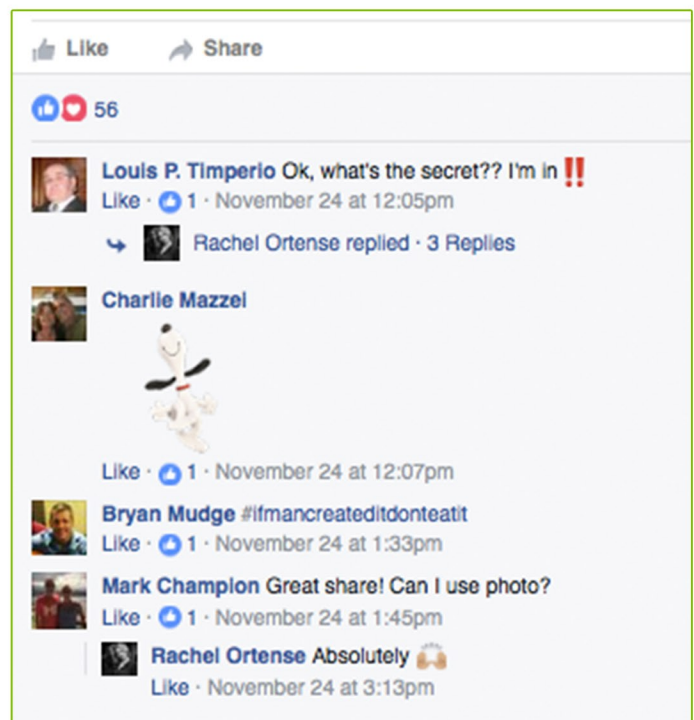 Like Share
56
Louis P. Timperio Ok, what's the secret?? I'm in‼️
Like · 1 · November 24 at 12:05pm
Rachel Ortense replied · 3 Replies
Charlie Mazzei
Like · 1 · November 24 at 12:07pm
Bryan Mudge #ifmancreateditdonteatit
Like · 1 · November 24 at 1:33pm
Mark Champion Great share! Can I use photo?
Like · 1 · November 24 at 1:45pm
Rachel Ortense Absolutely 🙌🏼
Like · November 24 at 3:13pm